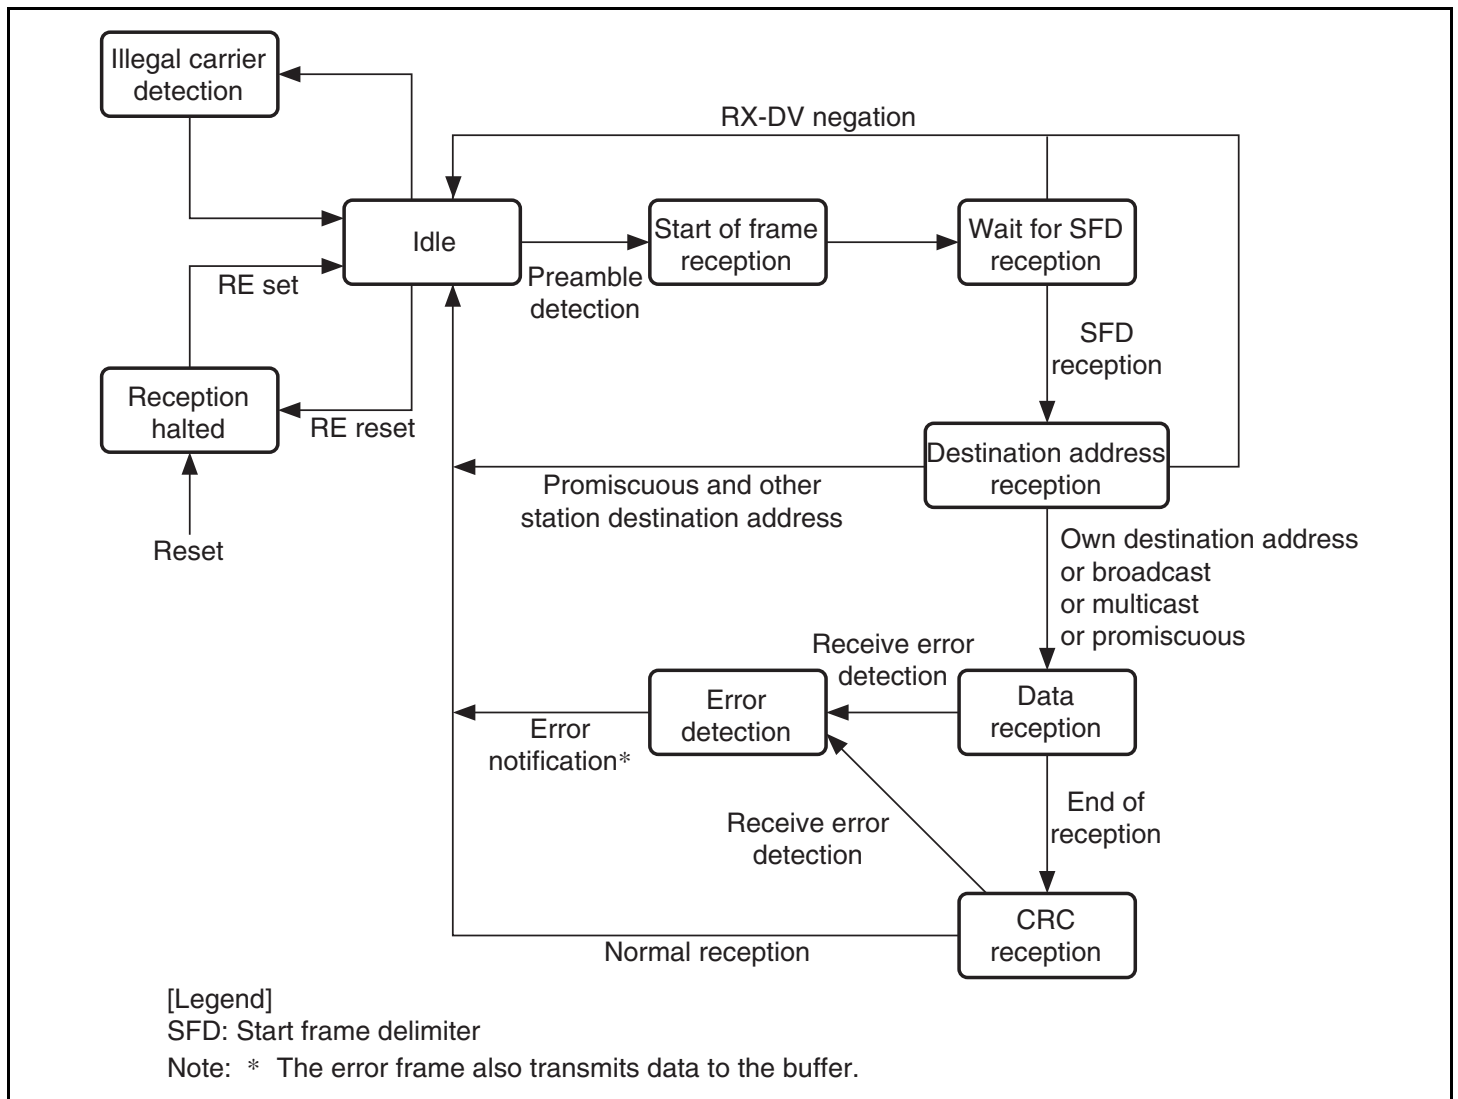 Illegal carrier
detection
RX-DV negation
Idle
Start of frame
reception
Wait for SFD
reception
Preamble
detection
RE set
SFD
reception
Reception
halted
RE reset
Destination address
reception
Promiscuous and other
station destination address
Reset
Own destination address
or broadcast
or multicast
or promiscuous
Receive error
detection
Error
detection
Data
reception
Error
notification*
End of
reception
Receive error
detection
CRC
reception
Normal reception
[Legend]
SFD: Start frame delimiter
Note: * The error frame also transmits data to the buffer.